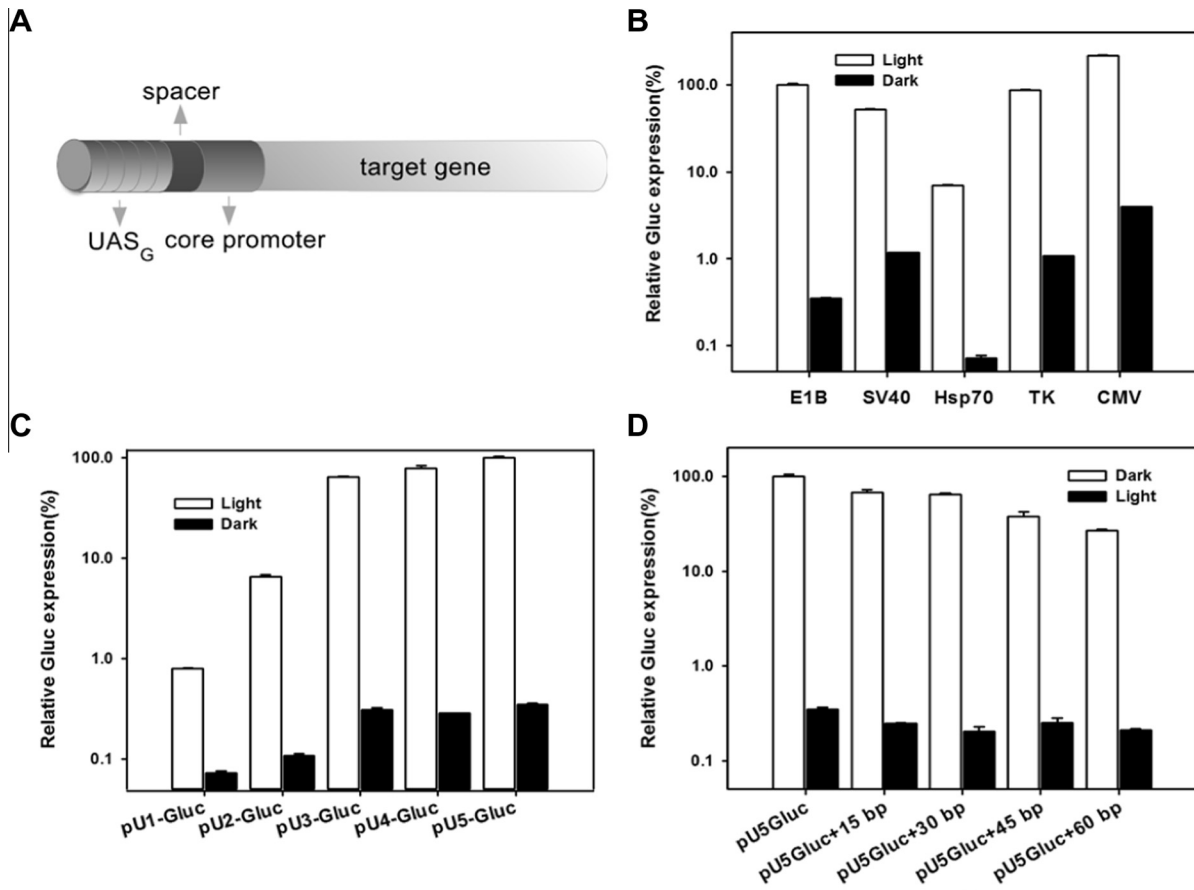 A
spacer
target gene
UASG
core promoter
B
Relative Gluc expression(%)
Light
Dark
100.0
10.0
1.0
0.1
E1B
SV40
Hsp70
TK
CMV
C
Relative Gluc expression(%)
Light
Dark
100.0
10.0
1.0
0.1
pU1-Gluc
pU2-Gluc
pU3-Gluc
pU4-Gluc
pU5-Gluc
D
Relative Gluc expression(%)
Dark
Light
100.0
10.0
1.0
0.1
pU5Gluc
pU5Gluc+15 bp
pU5Gluc+30 bp
pU5Gluc+45 bp
pU5Gluc+60 bp